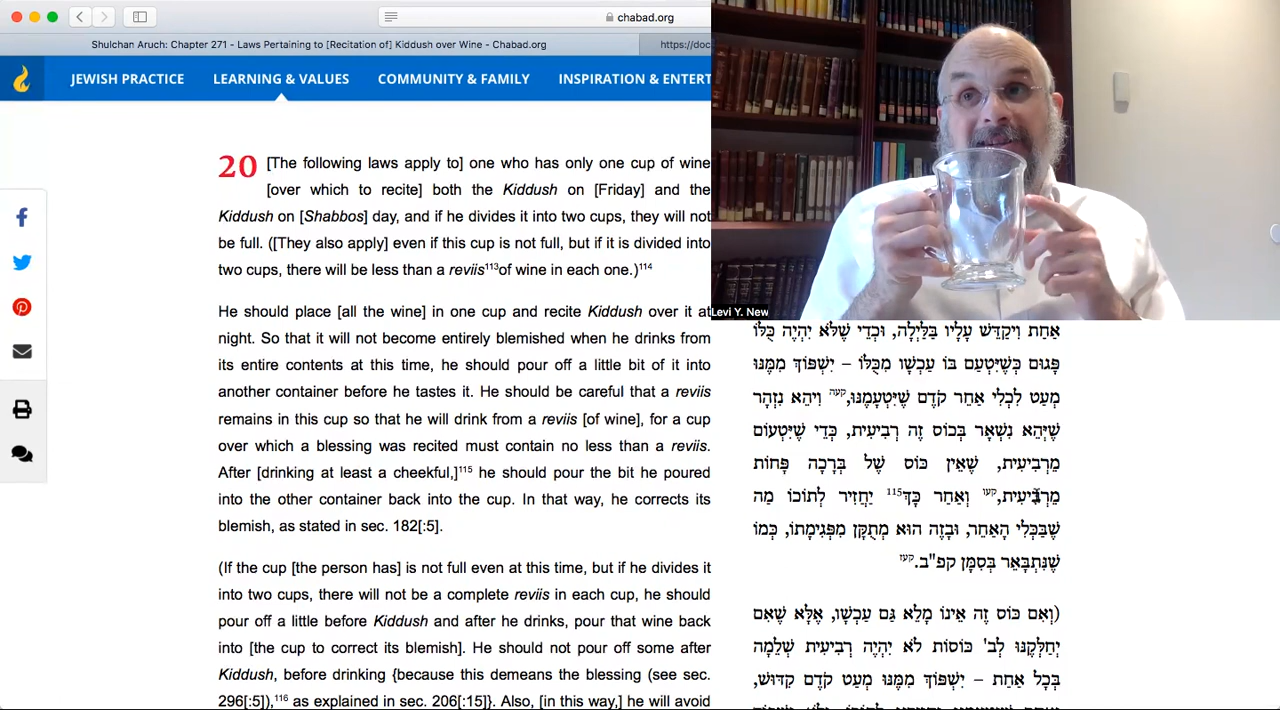 chabad.org
Shulchan Aruch: Chapter 271 - Laws Pertaining to [Recitation of] Kiddush over Wine - Chabad.org
https://doc
JEWISH PRACTICE LEARNING & VALUES COMMUNITY & FAMILY INSPIRATION & ENTERT
20 [The following laws apply to] one who has only one cup of wine
[over which to recite] both the Kiddush on [Friday] and the
Kiddush on [Shabbos] day, and if he divides it into two cups, they will not
be full. ([They also apply] even if this cup is not full, but if it is divided into
two cups, there will be less than a reviis113of wine in each one.)114
He should place [all the wine] in one cup and recite Kiddush over it at
night. So that it will not become entirely blemished when he drinks from
its entire contents at this time, he should pour off a little bit of it into
another container before he tastes it. He should be careful that a reviis
remains in this cup so that he will drink from a reviis [of wine], for a cup
over which a blessing was recited must contain no less than a reviis.
After [drinking at least a cheekful,]115 he should pour the bit he poured
into the other container back into the cup. In that way, he corrects its
blemish, as stated in sec. 182[:5].
(If the cup [the person has] is not full even at this time, but if he divides it
into two cups, there will not be a complete reviis in each cup, he should
pour off a little before Kiddush and after he drinks, pour that wine back
into [the cup to correct its blemish]. He should not pour off some after
Kiddush, before drinking {because this demeans the blessing (see sec.
296[:5]),116 as explained in sec. 206[:15]}. Also, [in this way,] he will avoid
Levi Y. New
אַחַת וִיקַדֵּשׁ עָלָיו בַּלַּיְלָה, וּכְדֵי שֶׁלֹּא יִהְיֶה כֻּלּוֹ
פָּגוּם כְּשֶׁיִּטְעַם בּוֹ עַכְשָׁו מִכֻּלּוֹ – יִשְׁפּוֹךְ מִמֶּנּוּ
מְעַט לִכְלִי אַחֵר קֹדֶם שֶׁיִּטְעָמֶנּוּ,קעה וִיהֵא נִזְהָר
שֶׁיְּהֵא נִשְׁאָר בְּכוֹס זֶה רְבִיעִית, כְּדֵי שֶׁיִּטְעוֹם
מֵרְבִיעִית, שֶׁאֵין כּוֹס שֶׁל בְּרָכָה פָּחוֹת
מֵרְבִיעִית,קעו וְאַחַר כָּךְ115 יַחֲזִיר לְתוֹכוֹ מַה
שֶׁבַּכְּלִי הָאַחֵר, וּבָזֶה הוּא מְתֻקָּן מִפְּגִימָתוֹ, כְּמוֹ
שֶׁנִּתְבָּאֵר בְּסִמָּן קפ"ב.קעז
(וְאִם כּוֹס זֶה אֵינוֹ מָלֵא גַּם עַכְשָׁו, אֶלָּא שֶׁאִם
יְחַלְּקֶנּוּ לְב' כּוֹסוֹת לֹא יִהְיֶה רְבִיעִית שְׁלֵמָה
בְּכָל אַחַת – יִשְׁפּוֹךְ מִמֶּנּוּ מְעַט קֹדֶם קִדּוּשׁ,